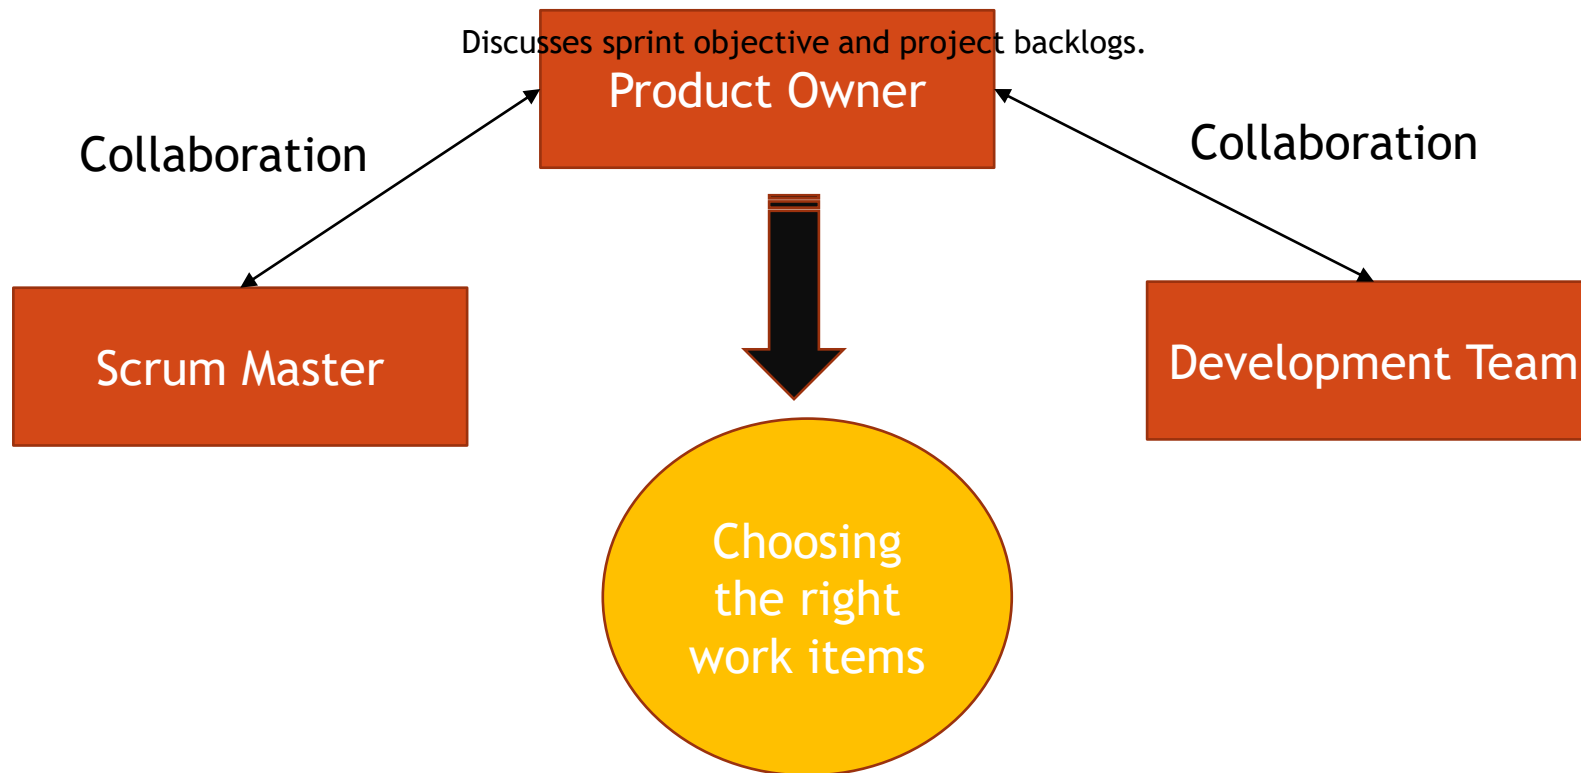 Discusses sprint objective and project backlogs.
Product Owner
Collaboration
Collaboration
Scrum Master
Development Team
Choosing
the right
work items